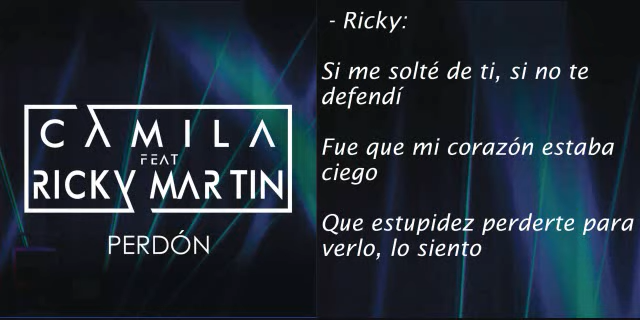 CAMILA
FEAT
RICKY MARTIN
PERDÓN
- Ricky:
Si me solté de ti, si no te
defendí
Fue que mi corazón estaba
ciego
Que estupidez perderte para
verlo, lo siento